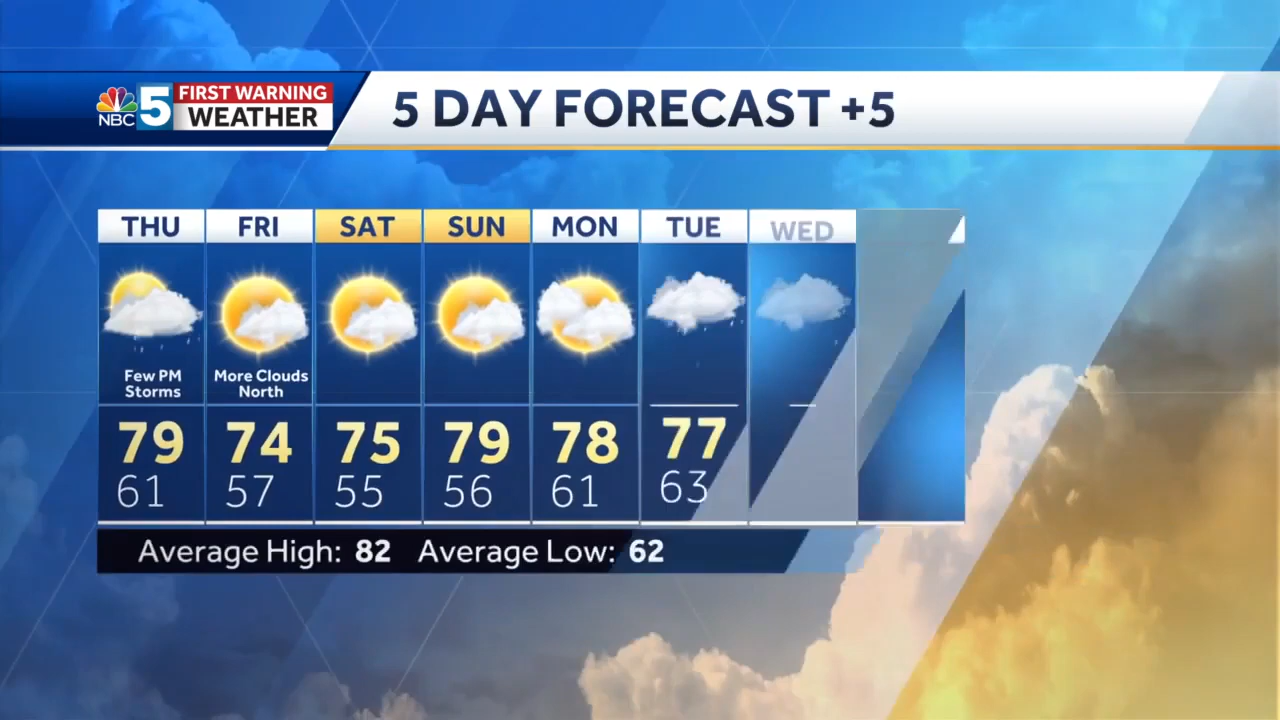 NBC 5 FIRST WARNING WEATHER
5 DAY FORECAST +5
THU FRI SAT SUN MON TUE WED
Few PM Storms
More Clouds North
79 74 75 79 78 77
61 57 55 56 61 63
Average High: 82 Average Low: 62